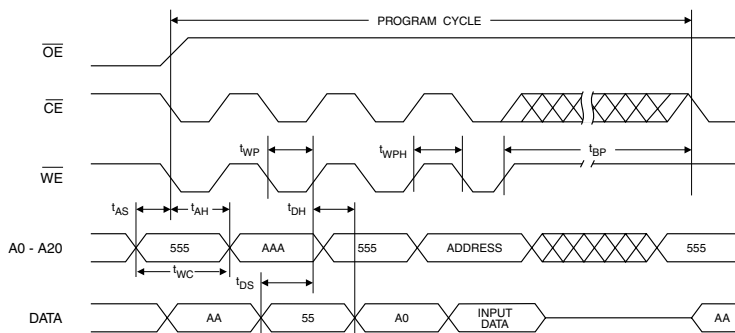 PROGRAM CYCLE
OE
CE
tWP
tWPH
tBP
WE
tAS
tAH
tDH
A0 - A20
555
AAA
555
ADDRESS
555
tWC
tDS
DATA
AA
55
A0
INPUT
DATA
AA